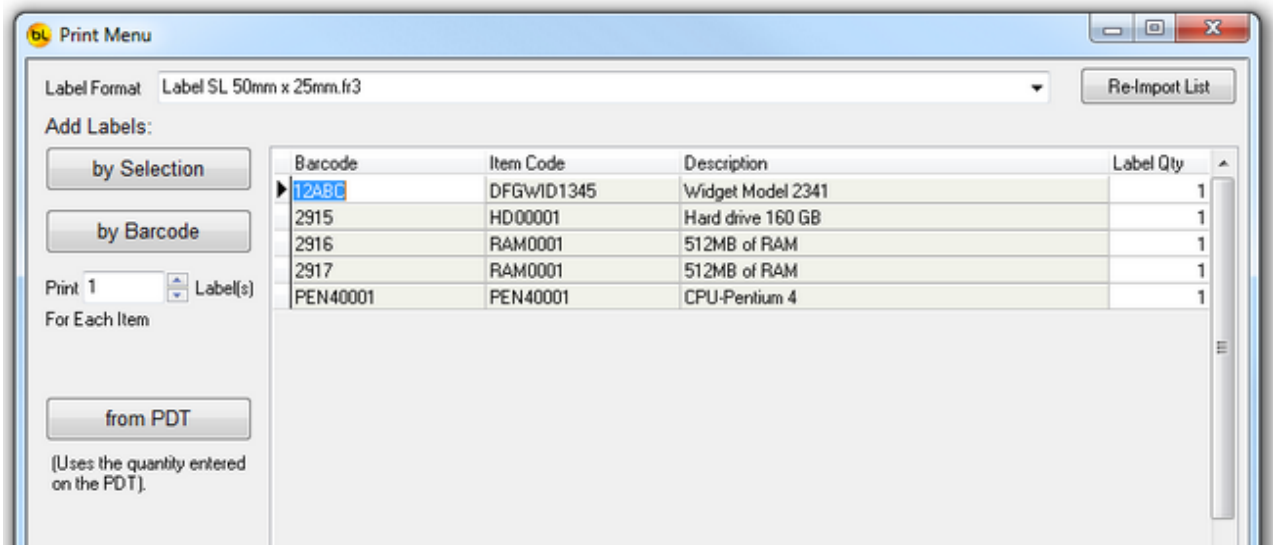 bL Print Menu
Label Format Label SL 50mm x 25mm.fr3 Re-Import List
Add Labels:
by Selection
by Barcode
Print 1 Label(s)
For Each Item
from PDT
(Uses the quantity entered
on the PDT).
Barcode Item Code Description Label Qty
12ABC DFGWID1345 Widget Model 2341 1
2915 HD00001 Hard drive 160 GB 1
2916 RAM0001 512MB of RAM 1
2917 RAM0001 512MB of RAM 1
PEN40001 PEN40001 CPU-Pentium 4 1